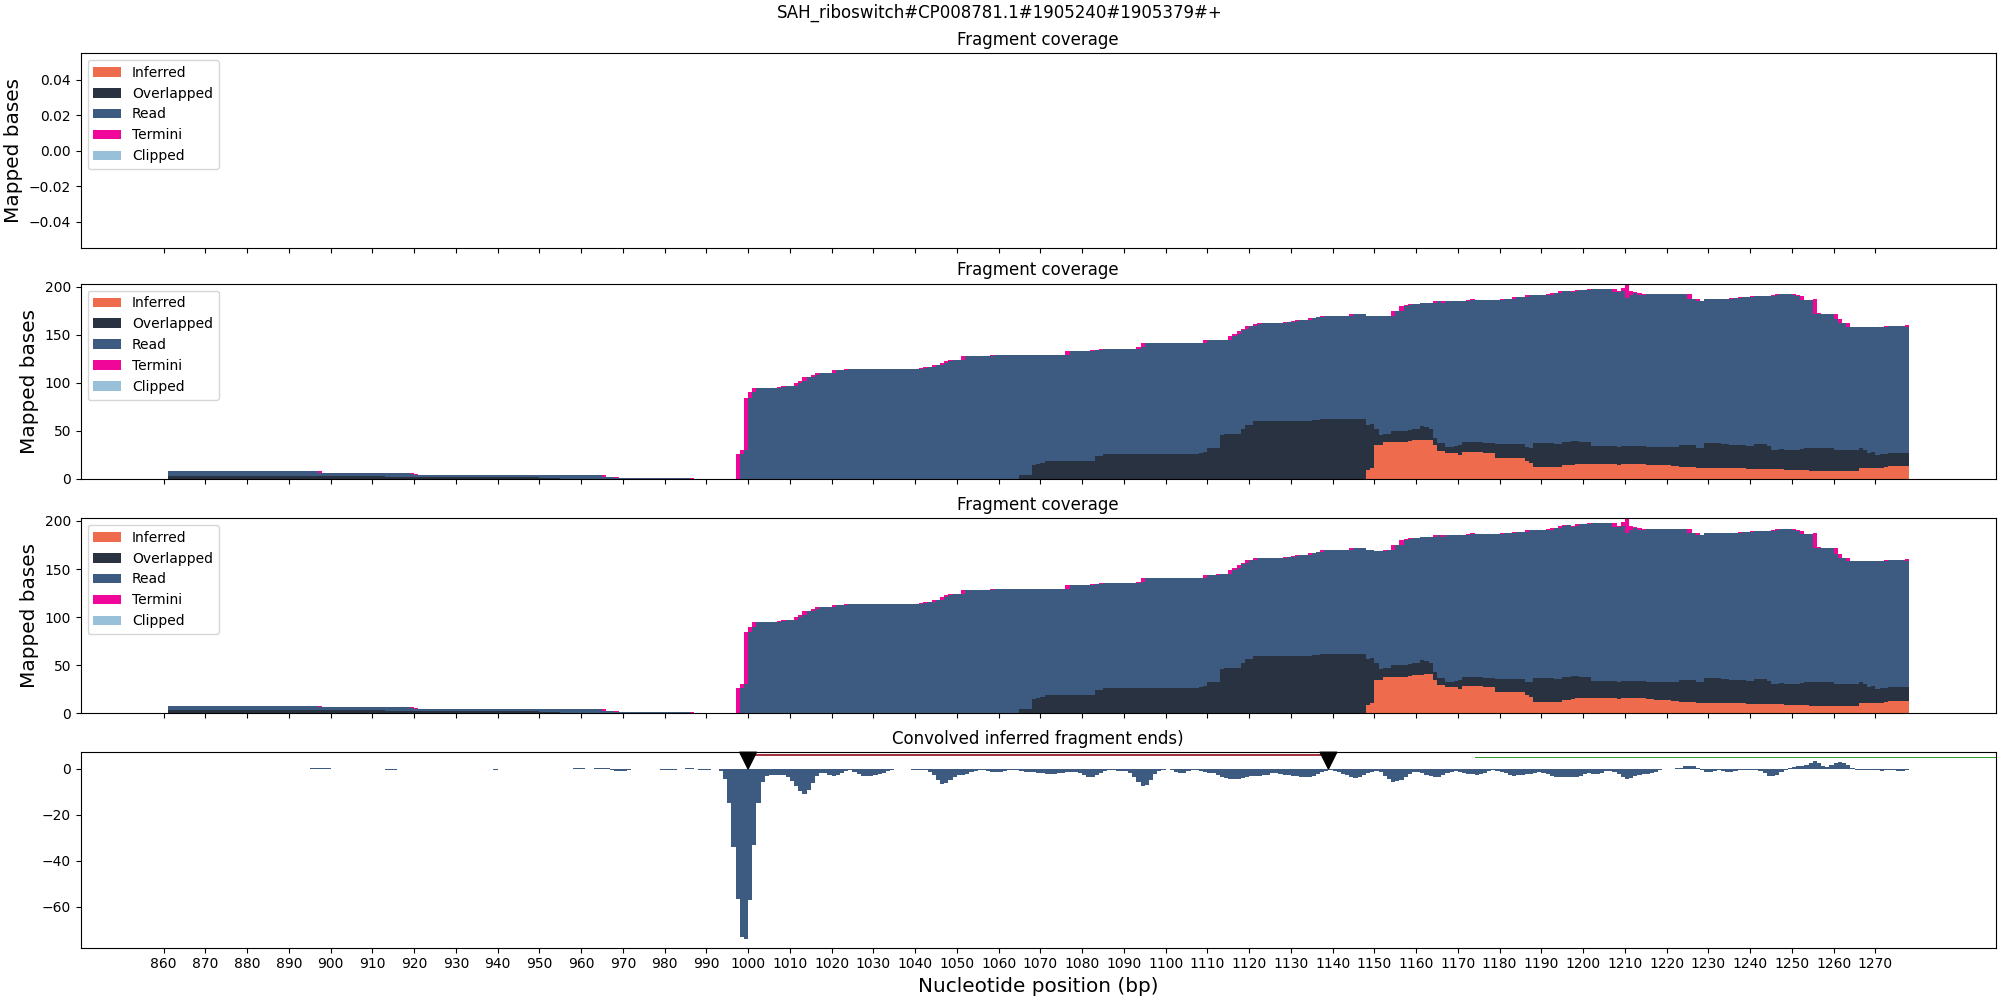 SAH_riboswitch#CP008781.1#1905240#1905379#+
Fragment coverage
Mapped bases
0.04
0.02
0.00
−0.02
−0.04
Inferred
Overlapped
Read
Termini
Clipped
Fragment coverage
Mapped bases
200
150
100
50
0
Inferred
Overlapped
Read
Termini
Clipped
Fragment coverage
Mapped bases
200
150
100
50
0
Inferred
Overlapped
Read
Termini
Clipped
Convolved inferred fragment ends)
0
−20
−40
−60
860 870 880 890 900 910 920 930 940 950 960 970 980 990 1000 1010 1020 1030 1040 1050 1060 1070 1080 1090 1100 1110 1120 1130 1140 1150 1160 1170 1180 1190 1200 1210 1220 1230 1240 1250 1260 1270
Nucleotide position (bp)